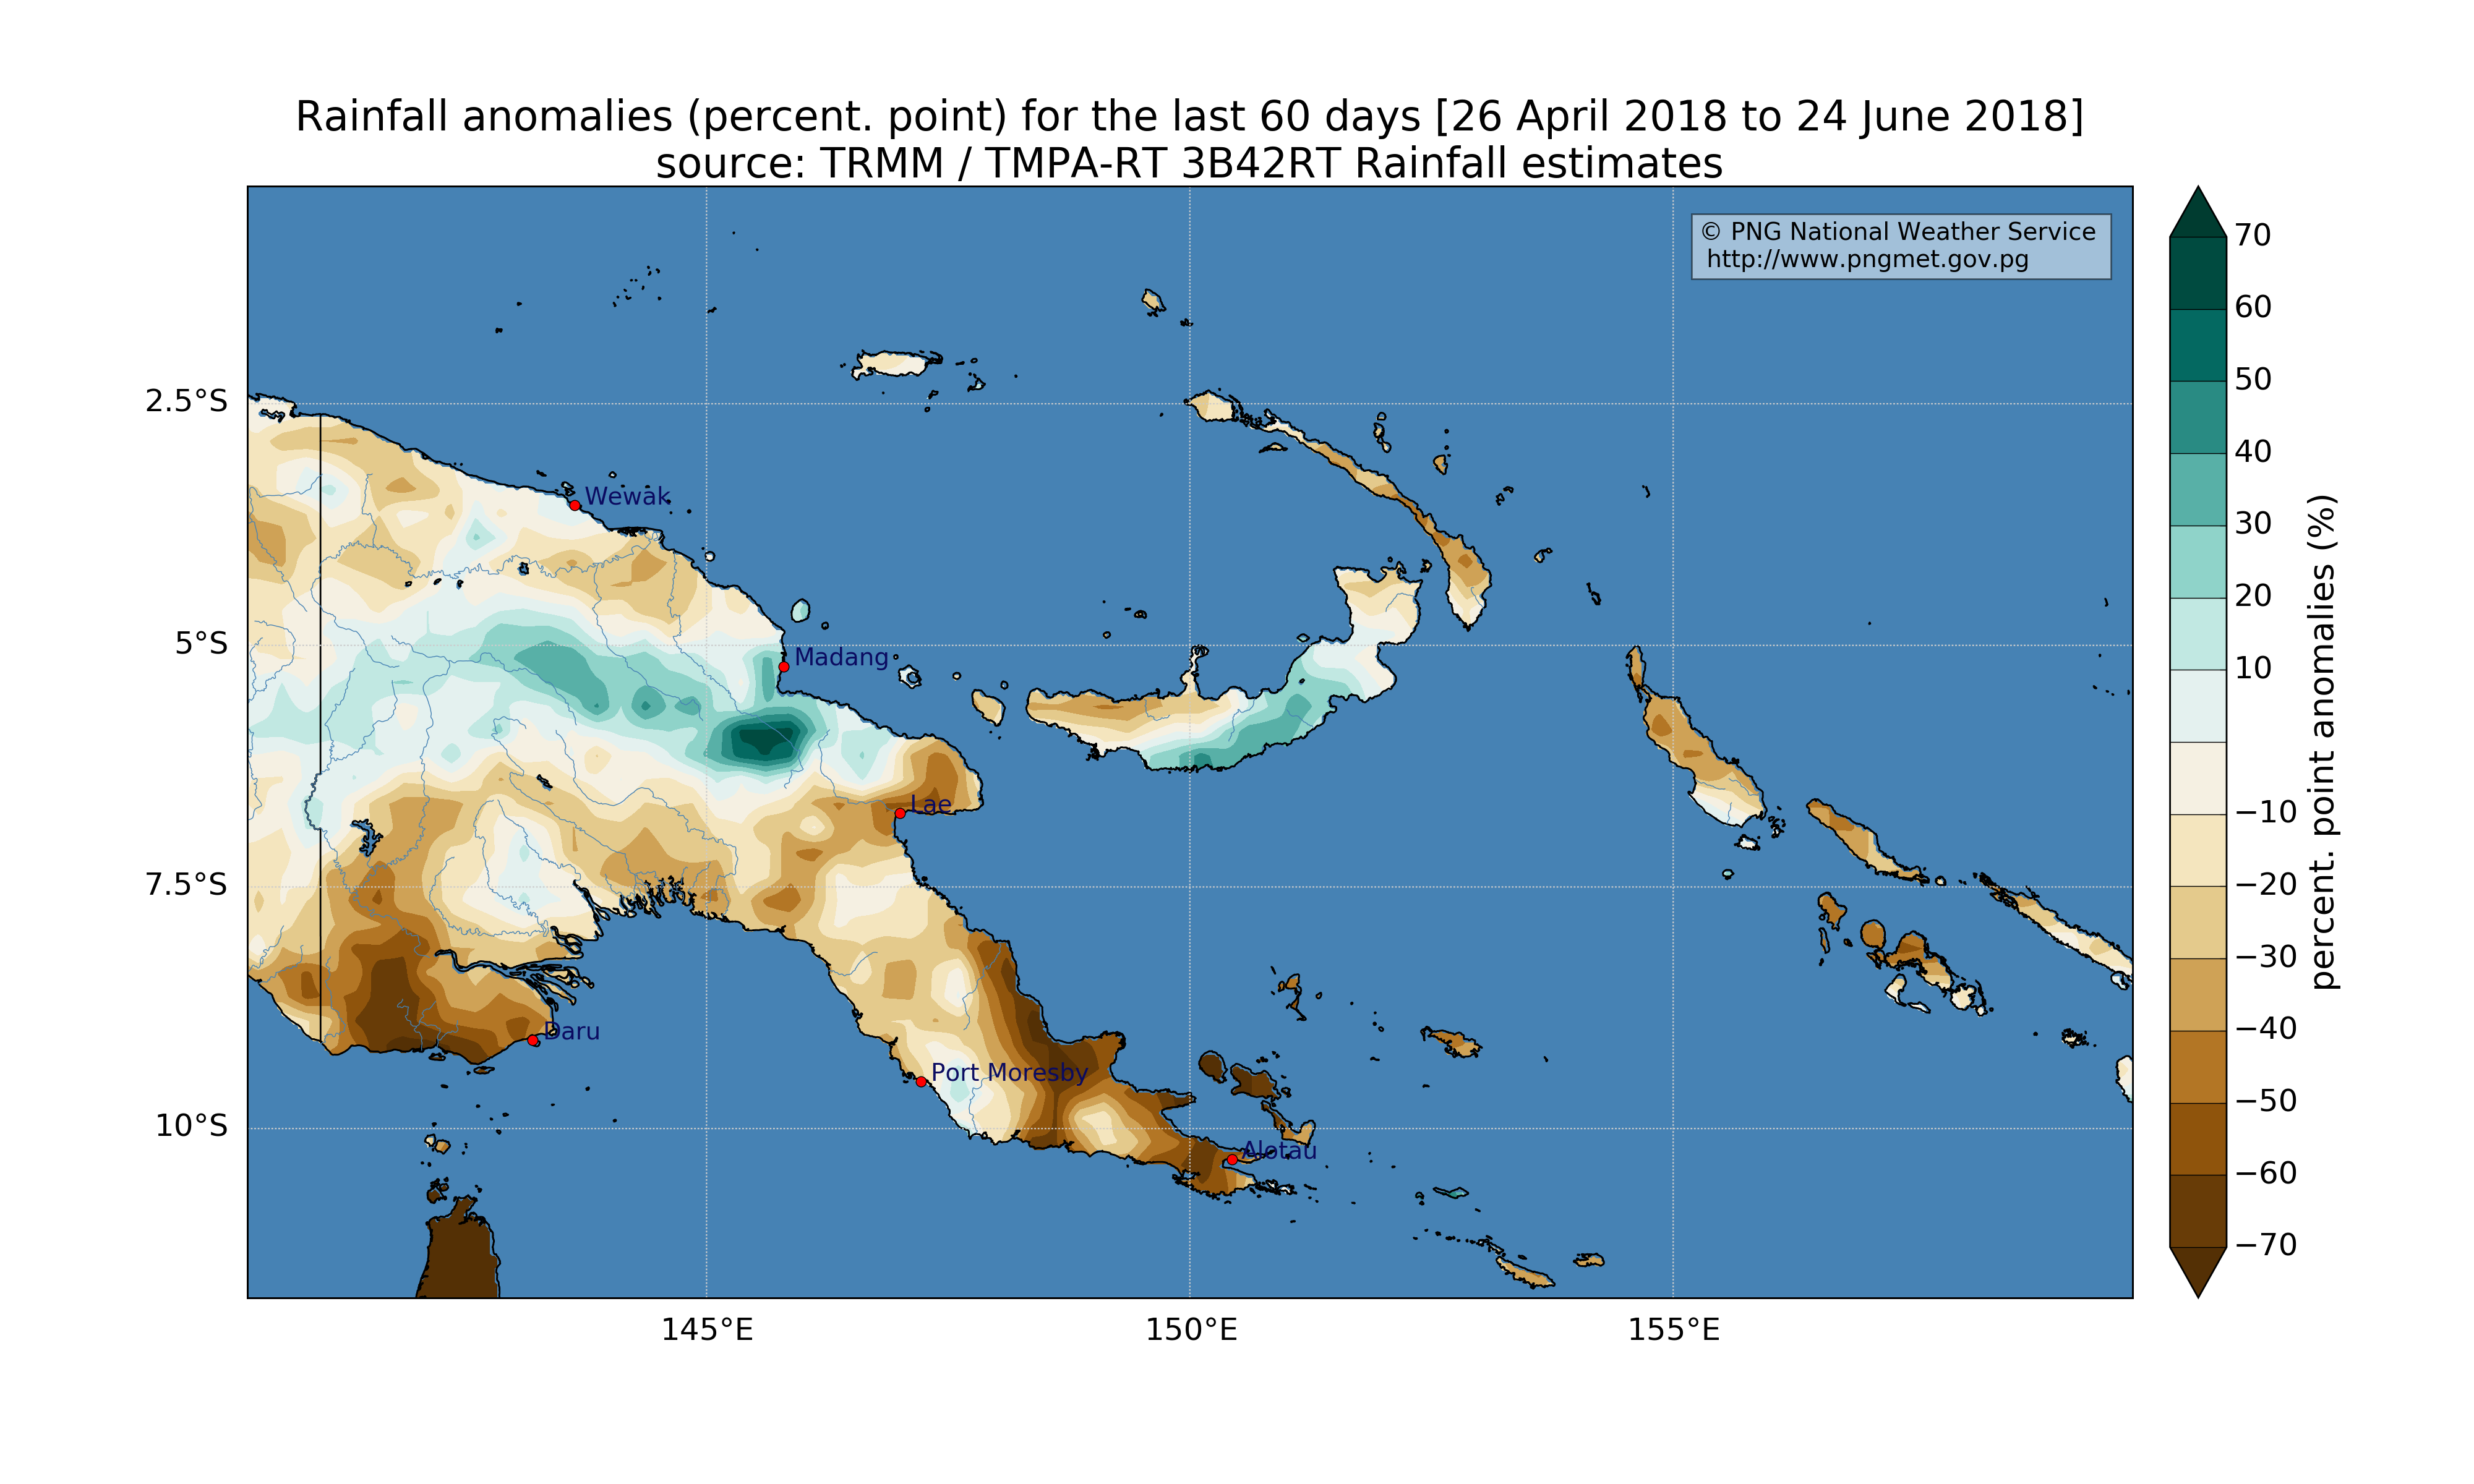 Rainfall anomalies (percent. point) for the last 60 days [26 April 2018 to 24 June 2018]
source: TRMM / TMPA-RT 3B42RT Rainfall estimates
© PNG National Weather Service
http://www.pngmet.gov.pg
2.5°S
5°S
7.5°S
10°S
Wewak
Madang
Lae
Daru
Port Moresby
Alotau
145°E
150°E
155°E
70
60
50
40
30
20
10
−10
−20
−30
−40
−50
−60
−70
percent. point anomalies (%)